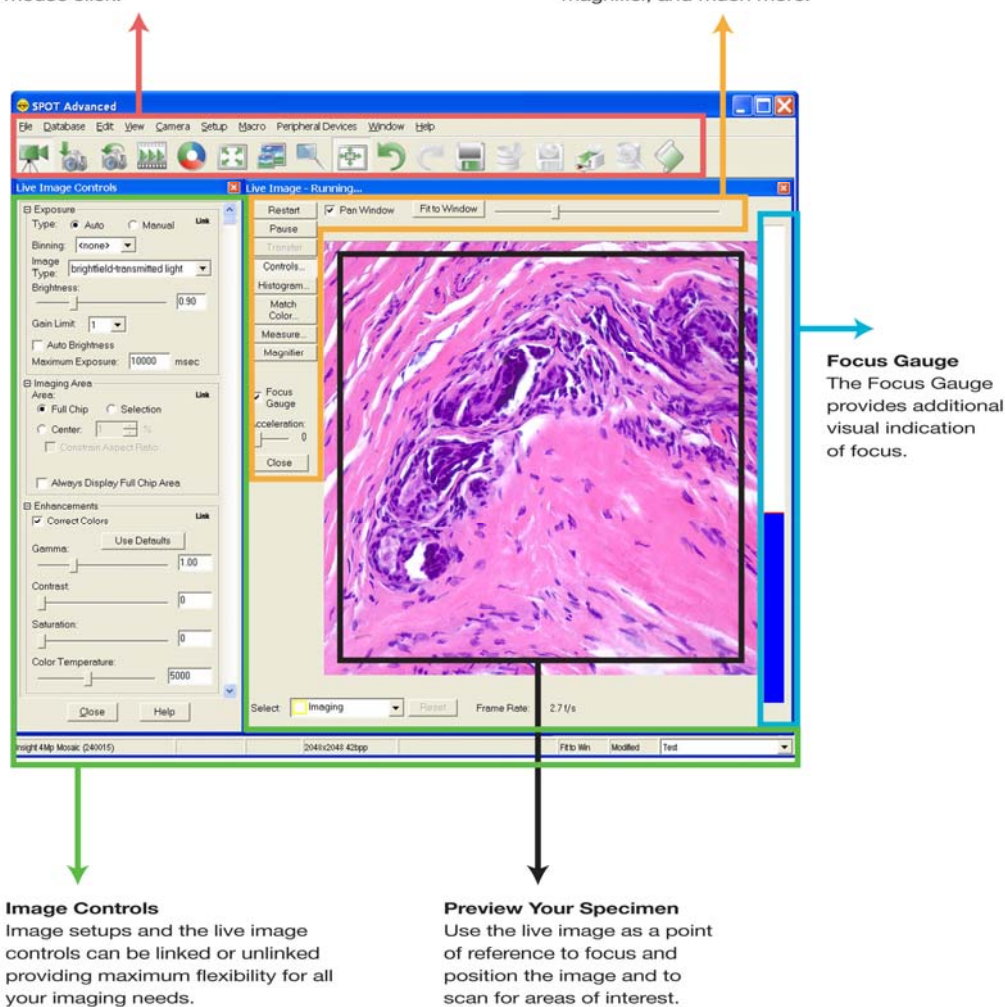 mouse click.
magnifier, and much more.
SPOT Advanced
File Database Edit View Camera Setup Macro Peripheral Devices Window Help
Live Image Controls
Live Image - Running...
Exposure
Type: Auto Manual Link
Binning: <none>
Image Type: brightfield-transmitted light
Brightness:
0.90
Gain Limit: 1
Auto Brightness
Maximum Exposure: 10000 msec
Imaging Area
Area: Link
Full Chip Selection
Center: 1 %
Constrain Aspect Ratio
Always Display Full Chip Area
Enhancements
Correct Colors Link
Use Defaults
Gamma:
1.00
Contrast:
0
Saturation:
0
Color Temperature:
5000
Close Help
Restart Pan Window Fit to Window
Pause
Transfer
Controls...
Histogram...
Match
Color...
Measure...
Magnifier
Focus
Gauge
Acceleration:
0
Close
Select: Imaging Reset Frame Rate: 2.7 f/s
Insight 4Mp Mosaic (240015) 2048x2048 42bpp Fit to Win Modified Test
Focus Gauge
The Focus Gauge
provides additional
visual indication
of focus.
Image Controls
Image setups and the live image
controls can be linked or unlinked
providing maximum flexibility for all
your imaging needs.
Preview Your Specimen
Use the live image as a point
of reference to focus and
position the image and to
scan for areas of interest.